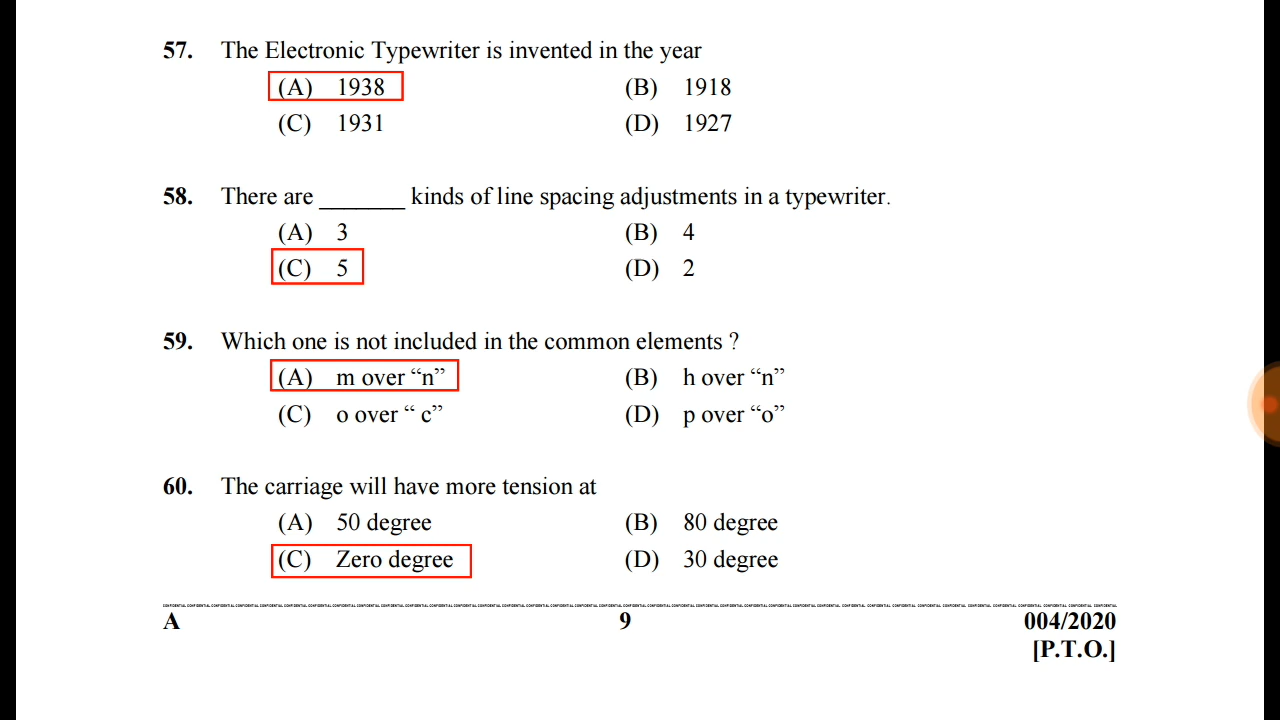 57. The Electronic Typewriter is invented in the year
(A) 1938 (B) 1918
(C) 1931 (D) 1927
58. There are _______ kinds of line spacing adjustments in a typewriter.
(A) 3 (B) 4
(C) 5 (D) 2
59. Which one is not included in the common elements ?
(A) m over “n” (B) h over “n”
(C) o over “ c” (D) p over “o”
60. The carriage will have more tension at
(A) 50 degree (B) 80 degree
(C) Zero degree (D) 30 degree
A 9 004/2020
[P.T.O.]